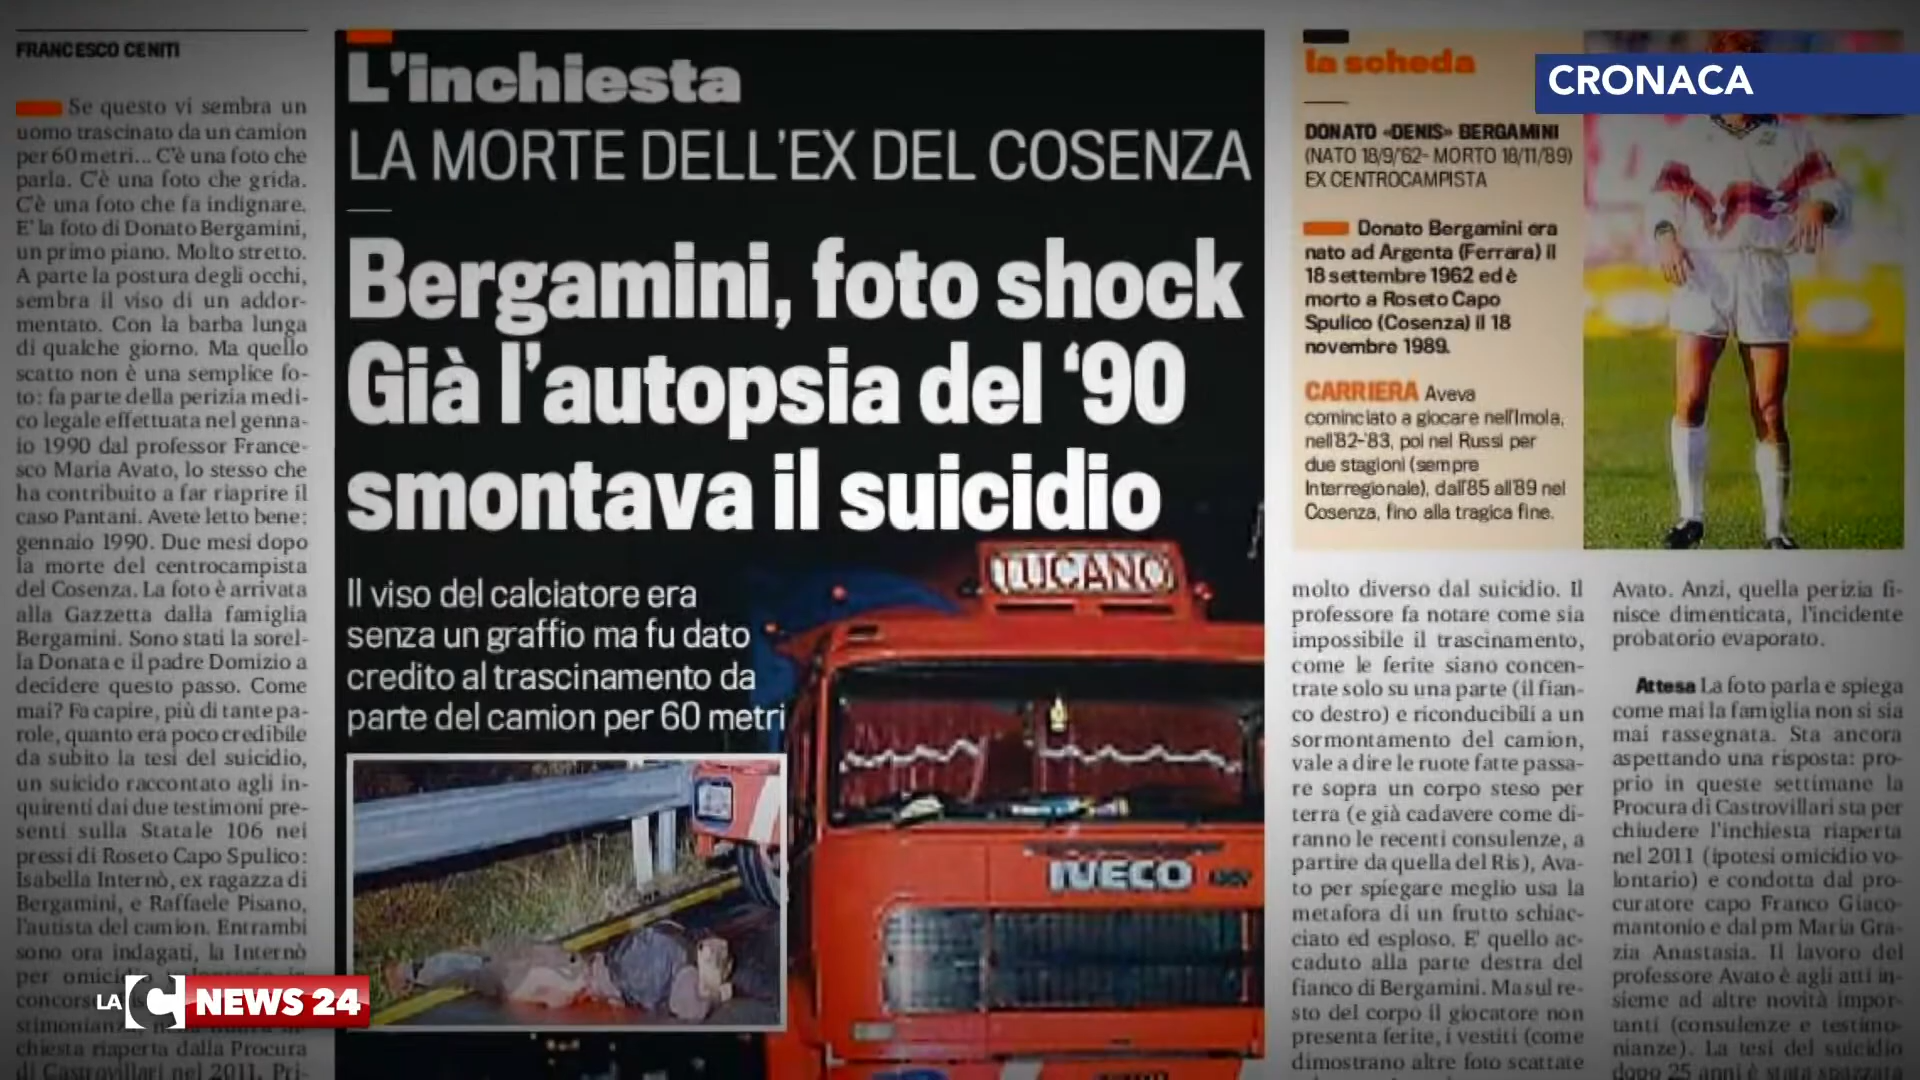 FRANCESCO CENITI
Se questo vi sembra un
uomo trascinato da un camion
per 60 metri... C'è una foto che
parla. C'è una foto che grida.
C'è una foto che fa indignare.
E' la foto di Donato Bergamini,
un primo piano. Molto stretto.
A parte la postura degli occhi,
sembra il viso di un addor-
mentato. Con la barba lunga
di qualche giorno. Ma quello
scatto non è una semplice fo-
to: fa parte della perizia medi-
co legale effettuata nel genna-
io 1990 dal professor France-
sco Maria Avato, lo stesso che
ha contribuito a far riaprire il
caso Pantani. Avete letto bene:
gennaio 1990. Due mesi dopo
la morte del centrocampista
del Cosenza. La foto è arrivata
alla Gazzetta dalla famiglia
Bergamini. Sono stati la sorel-
la Donata e il padre Domizio a
decidere questo passo. Come
mai? Fa capire, più di tante pa-
role, quanto era poco credibile
da subito la tesi del suicidio,
un suicido raccontato agli in-
quirenti dai due testimoni pre-
senti sulla Statale 106 nei
pressi di Roseto Capo Spulico:
Isabella Internò, ex ragazza di
Bergamini, e Raffaele Pisano,
l'autista del camion. Entrambi
sono ora indagati, la Internò
per
concors
stimonianz
chiesta riaperta dalla Procura
di Castrovillari nel 2011. Pri-
L'inchiesta
LA MORTE DELL'EX DEL COSENZA
Bergamini, foto shock
Già l'autopsia del '90
smontava il suicidio
Il viso del calciatore era
senza un graffio ma fu dato
credito al trascinamento da
parte del camion per 60 metri
LUCANO
IVECO
la scheda
DONATO «DENIS» BERGAMINI
(NATO 18/9/'62- MORTO 18/11/'89)
EX CENTROCAMPISTA
Donato Bergamini era
nato ad Argenta (Ferrara) il
18 settembre 1962 ed è
morto a Roseto Capo
Spulico (Cosenza) il 18
novembre 1989.
CARRIERA Aveva
cominciato a giocare nell'Imola,
nell'82-'83, poi nel Russi per
due stagioni (sempre
Interregionale), dall'85 all'89 nel
Cosenza, fino alla tragica fine.
molto diverso dal suicidio. Il
professore fa notare come sia
impossibile il trascinamento,
come le ferite siano concen-
trate solo su una parte (il fian-
co destro) e riconducibili a un
sormontamento del camion,
vale a dire le ruote fatte passa-
re sopra un corpo steso per
terra (e già cadavere come di-
ranno le recenti consulenze, a
partire da quella del Ris), Ava-
to per spiegare meglio usa la
metafora di un frutto schiac-
ciato ed esploso. E' quello ac-
caduto alla parte destra del
fianco di Bergamini. Ma sul re-
sto del corpo il giocatore non
presenta ferite, i vestiti (come
dimostrano altre foto scattate
Avato. Anzi, quella perizia fi-
nisce dimenticata, l'incidente
probatorio evaporato.
Attesa La foto parla e spiega
come mai la famiglia non si sia
mai rassegnata. Sta ancora
aspettando una risposta: pro-
prio in queste settimane la
Procura di Castrovillari sta per
chiudere l'inchiesta riaperta
nel 2011 (ipotesi omicidio vo-
lontario) e condotta dal pro-
curatore capo Franco Giaco-
mantonio e dal pm Maria Gra-
zia Anastasia. Il lavoro del
professore Avato è agli atti in-
sieme ad altre novità impor-
tanti (consulenze e testimo-
nianze). La tesi del suicidio
dopo 25 anni è stata spazzata
CRONACA
LA C NEWS 24